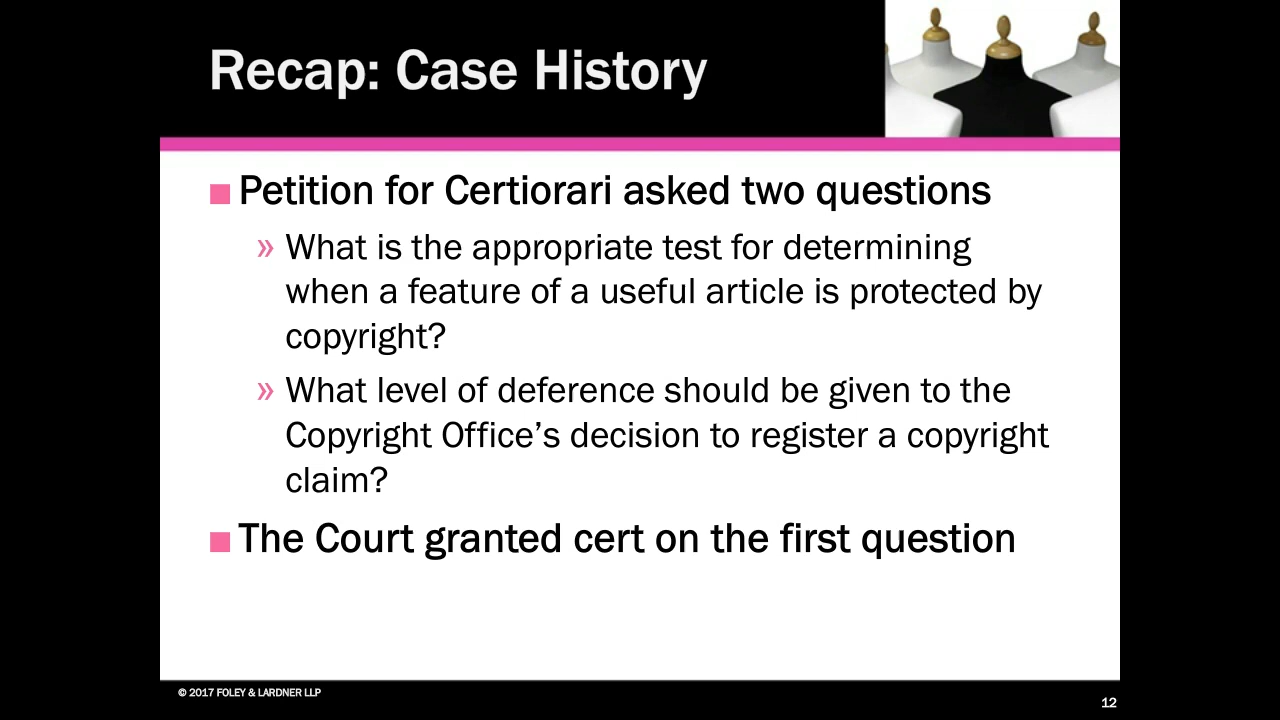 Recap: Case History
■ Petition for Certiorari asked two questions
» What is the appropriate test for determining
when a feature of a useful article is protected by
copyright?
» What level of deference should be given to the
Copyright Office’s decision to register a copyright
claim?
■ The Court granted cert on the first question
© 2017 FOLEY & LARDNER LLP
12